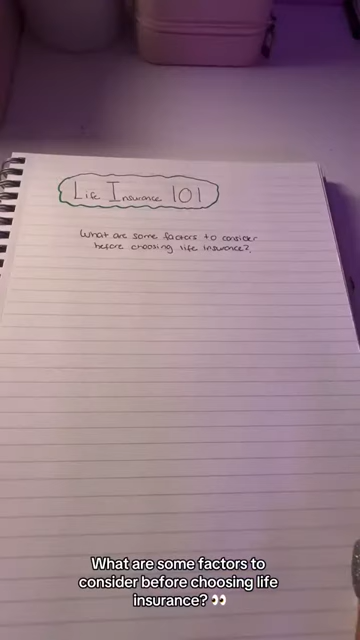 Life Insurance 101
What are some factors to consider
before choosing life insurance?
What are some factors to
consider before choosing life
insurance? 👀